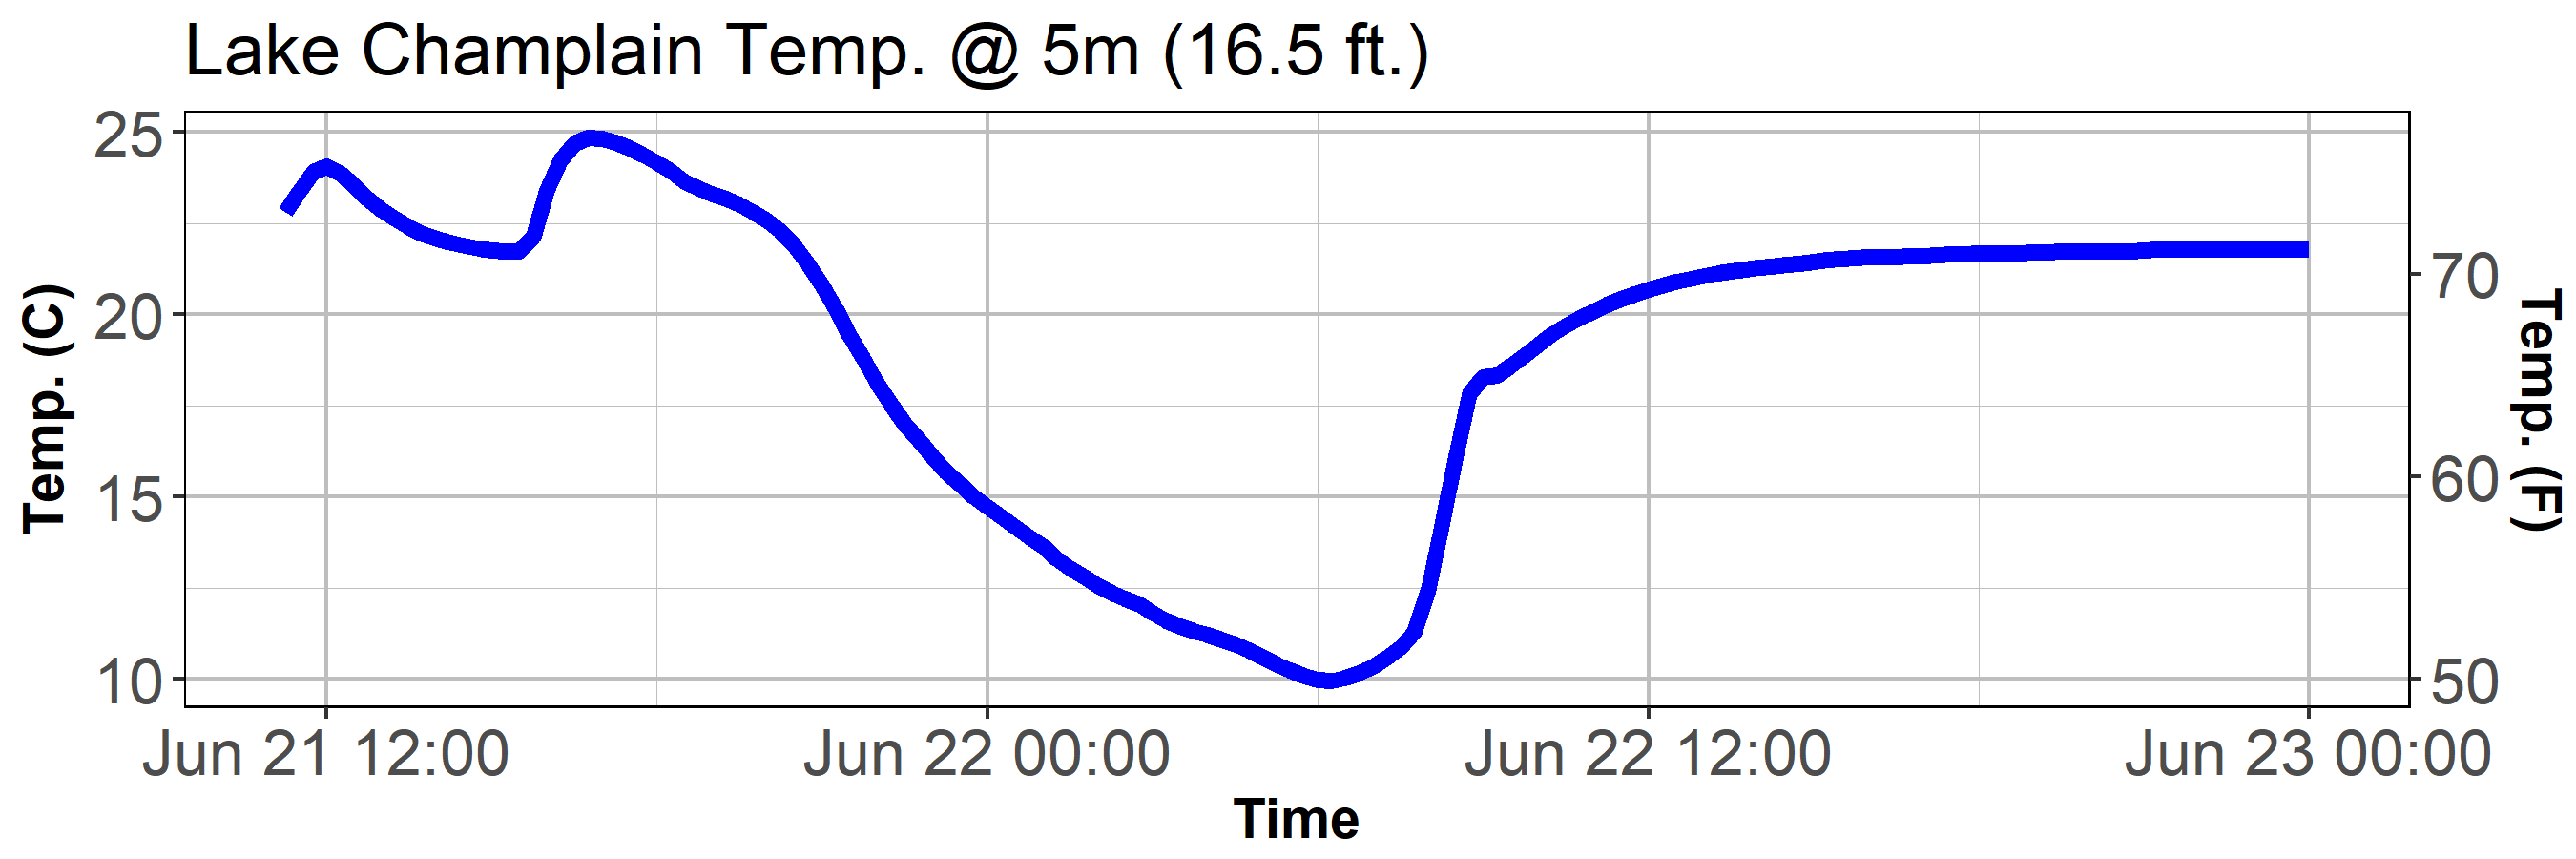 Lake Champlain Temp. @ 5m (16.5 ft.)
Temp. (C)
25
20
15
10
70
60
50
Temp. (F)
Jun 21 12:00 Jun 22 00:00 Jun 22 12:00 Jun 23 00:00
Time